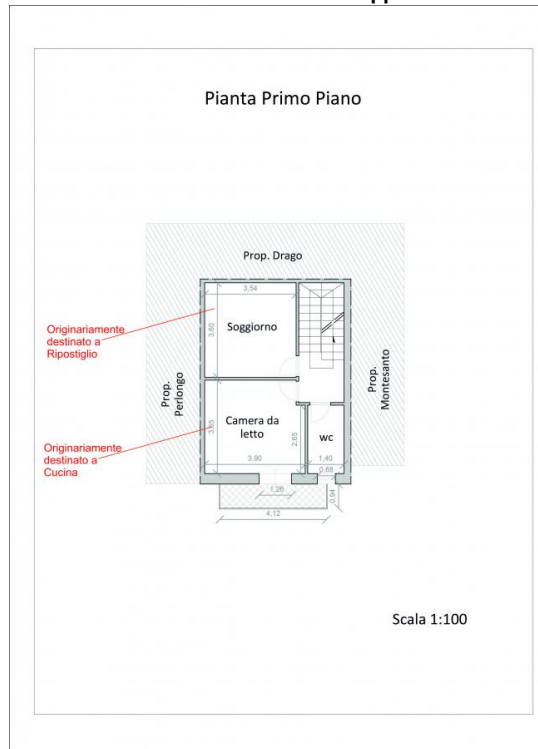 Pianta Primo Piano
Prop. Drago
3,54
Originariamente
destinato a
Ripostiglio
3,60
Soggiorno
Prop.
Perlongo
Prop.
Montesanto
Originariamente
destinato a
Cucina
3,65
Camera da
letto
2,65
wc
3,90
1,40
0,68
1,26
0,94
4,12
Scala 1:100